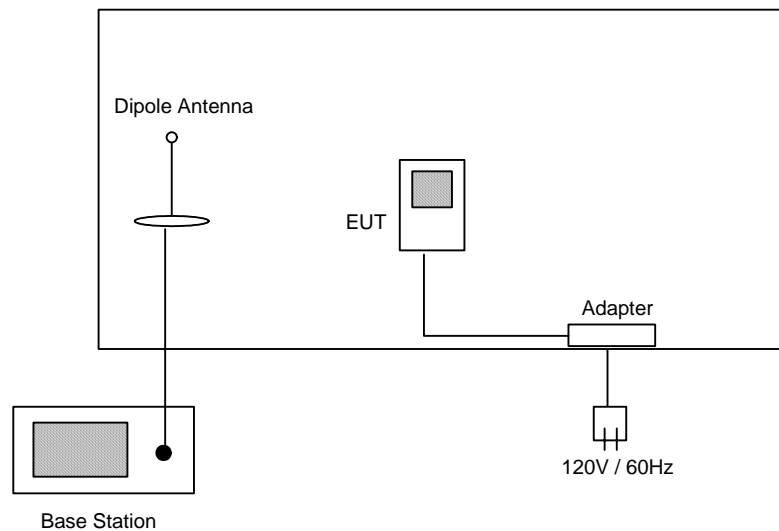 Dipole Antenna
EUT
Adapter
120V / 60Hz
Base Station